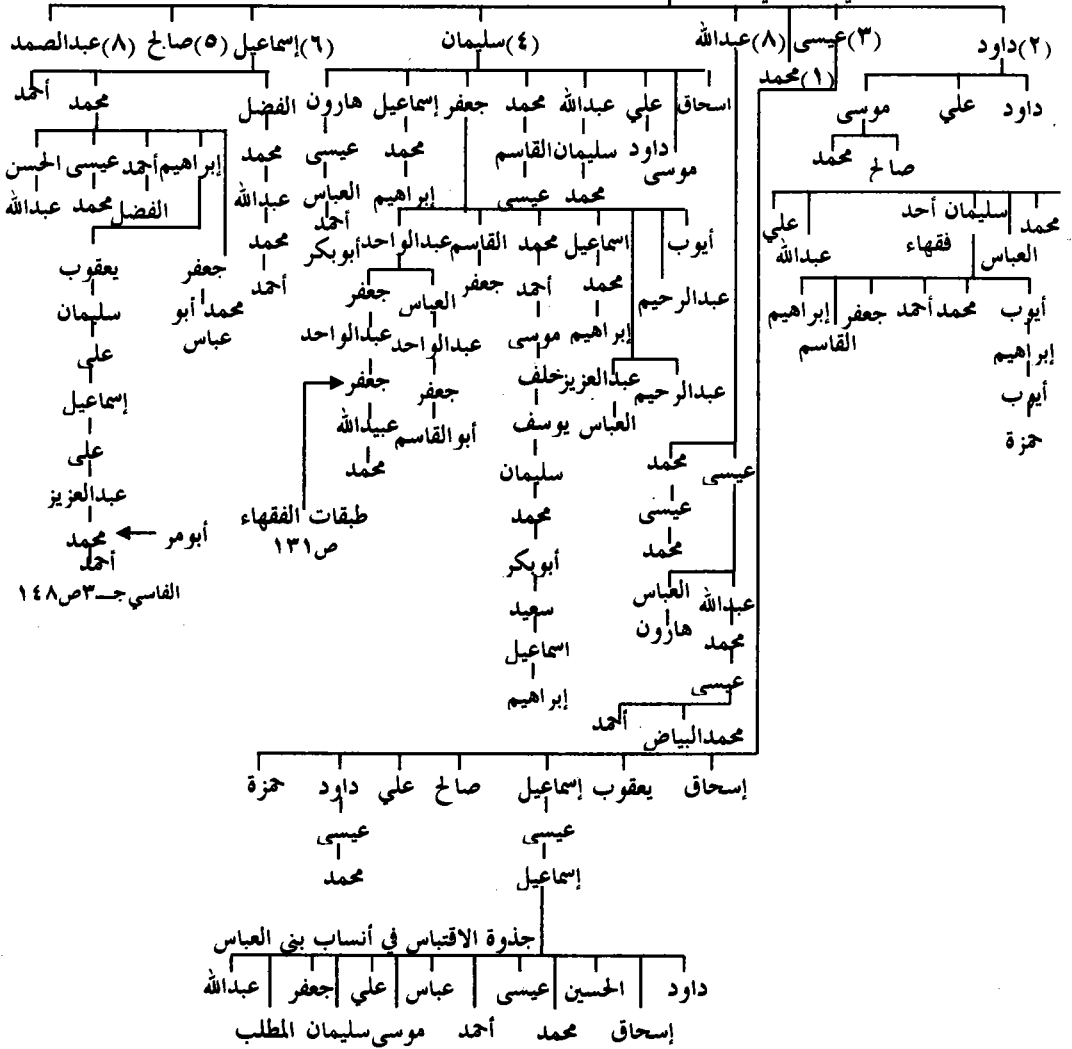 (٢) داود (٣) عيسى (٨) عبدالله (٤) سليمان (٦) إسماعيل (٥) صالح (٨) عبدالصمد
(١) محمد
داود علي موسى اسحاق علي عبدالله محمد جعفر إسماعيل هارون الفضل محمد أحمد
صالح محمد موسى داود سليمان القاسم محمد عيسى محمد إبراهيم أحمد عيسى الحسن
محمد عيسى إبراهيم العباس عبدالله الفضل محمد عبدالله
أحمد
أبوبكر
محمد سليمان أحد علي
فقهاء
العباس عبدالله
أيوب اسماعيل محمد القاسم عبدالواحد محمد جعفر يعقوب
عبدالرحيم محمد أحمد جعفر العباس جعفر أحمد محمد أبو سليمان
عباس
أيوب محمد أحمد جعفر إبراهيم
القاسم
إبراهيم موسى عبدالواحد عبدالواحد على
إبراهيم
أيوب
حمزة
عبدالرحيم عبدالعزيز خلف جعفر جعفر إسماعيل
العباس يوسف أبو القاسم عبيدالله على
عيسى محمد سليمان محمد عبدالعزيز
عيسى محمد طبقات الفقهاء أبومر محمد
ص١٣١
محمد أبوبكر أحمد
الفاسي جـ٣ص١٤٨
عبدالله العباس سعيد
محمد هارون اسماعيل
عيسى إبراهيم
محمد البياض أحمد
إسحاق يعقوب إسماعيل صالح علي داود حمزة
عيسى عيسى
إسماعيل محمد
جذوة الاقتباس في أنساب بني العباس
داود الحسين عيسى عباس علي جعفر عبدالله
إسحاق محمد أحمد موسى سليمان المطلب